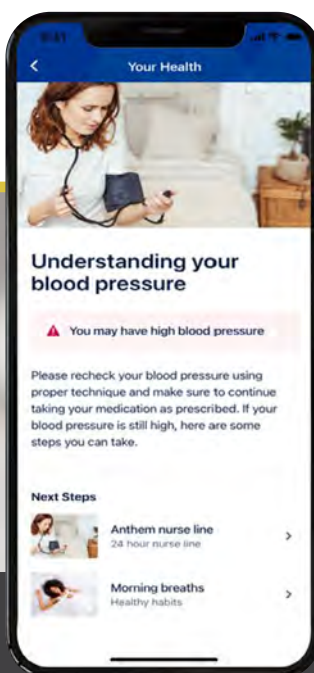 9:41
Your Health
Understanding your
blood pressure
You may have high blood pressure
Please recheck your blood pressure using
proper technique and make sure to continue
taking your medication as prescribed. If your
blood pressure is still high, here are some
steps you can take.
Next Steps
Anthem nurse line
24 hour nurse line
Morning breaths
Healthy habits